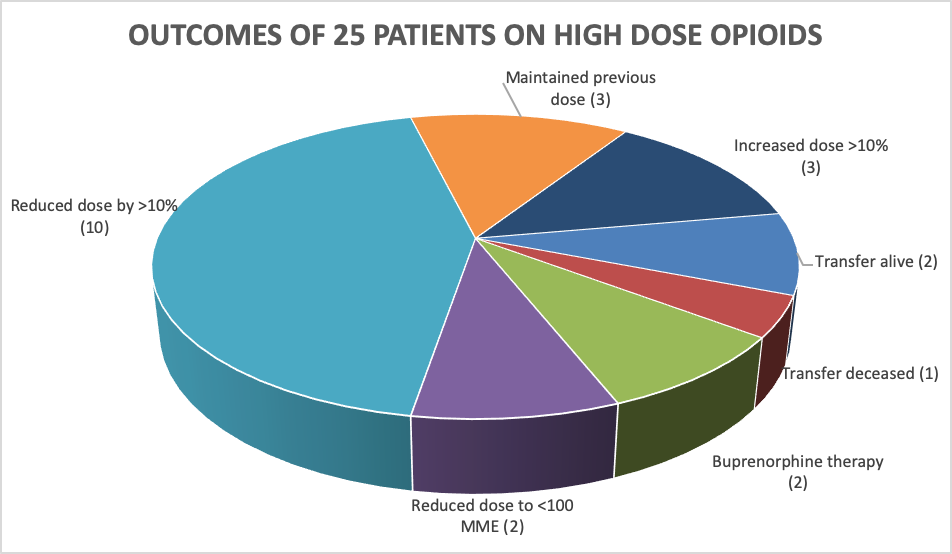 OUTCOMES OF 25 PATIENTS ON HIGH DOSE OPIOIDS
Maintained previous
dose (3)
Increased dose >10%
(3)
Reduced dose by >10%
(10)
Transfer alive (2)
Transfer deceased (1)
Buprenorphine therapy
(2)
Reduced dose to <100
MME (2)